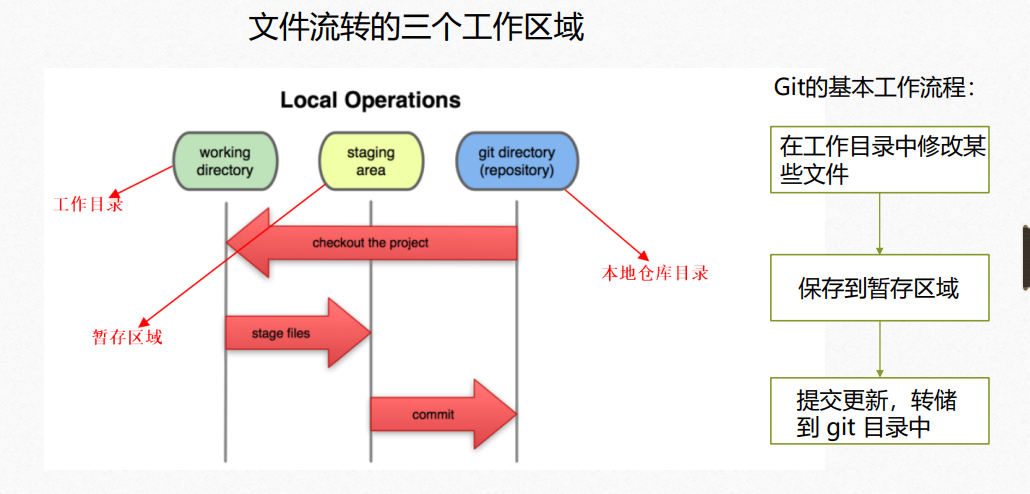 文件流转的三个工作区域
Local Operations
working
directory
staging
area
git directory
(repository)
工作目录
checkout the project
本地仓库目录
暂存区域
stage files
commit
Git的基本工作流程：
在工作目录中修改某
些文件
保存到暂存区域
提交更新，转储
到 git 目录中